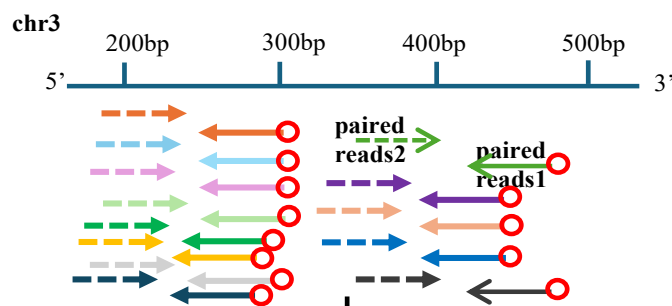 chr3
200bp 300bp 400bp 500bp
5’ 3’
paired
reads2
paired
reads1